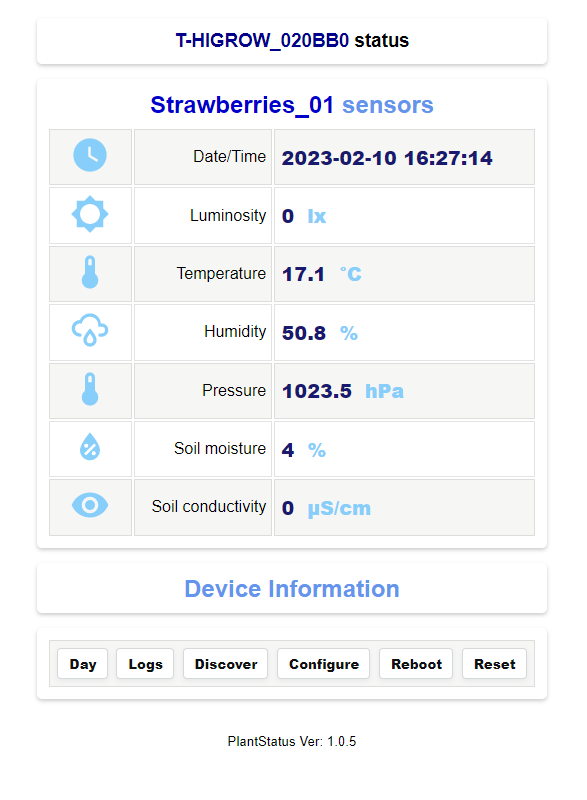 T-HIGROW_020BB0 status
Strawberries_01 sensors
Date/Time 2023-02-10 16:27:14
Luminosity 0 lx
Temperature 17.1 °C
Humidity 50.8 %
Pressure 1023.5 hPa
Soil moisture 4 %
Soil conductivity 0 µS/cm
Device Information
Day Logs Discover Configure Reboot Reset
PlantStatus Ver: 1.0.5